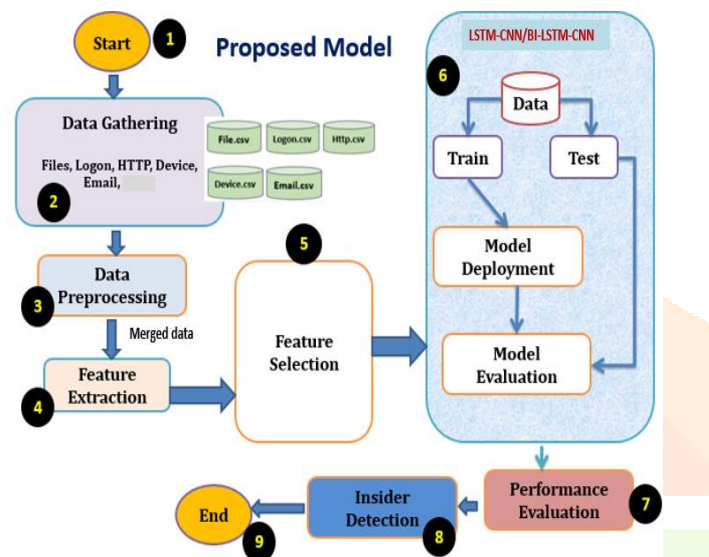 Start
1
Proposed Model
Data Gathering
Files, Logon, HTTP, Device,
Email,
2
File.csv
Logon.csv
Http.csv
Device.csv
Email.csv
Data
Preprocessing
3
Merged data
Feature
Extraction
4
5
Feature
Selection
LSTM-CNN/BI-LSTM-CNN
6
Data
Train
Test
Model
Deployment
Model
Evaluation
Performance
Evaluation
7
Insider
Detection
8
End
9